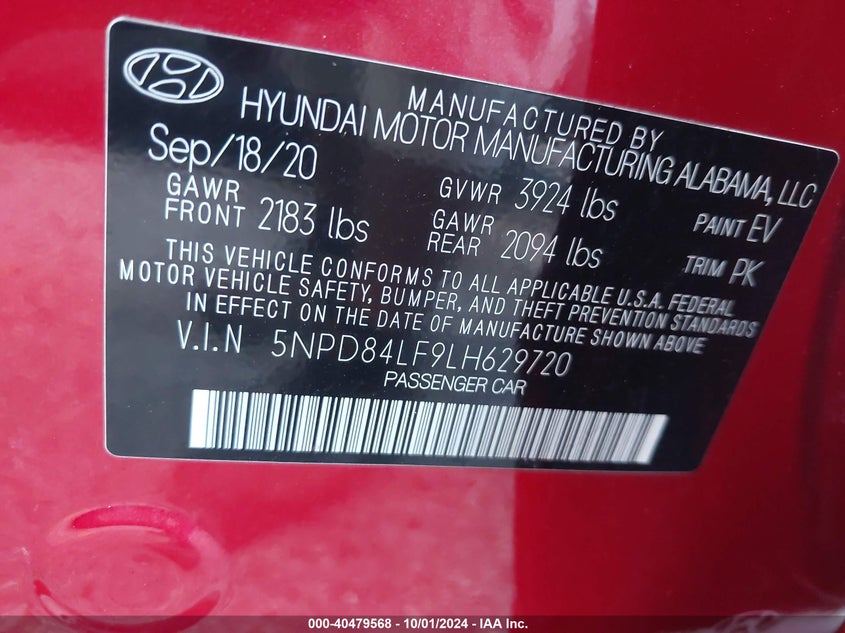 MANUFACTURED BY
HYUNDAI MOTOR MANUFACTURING ALABAMA, LLC
Sep/18/20
GAWR FRONT 2183 lbs
GVWR 3924 lbs
GAWR REAR 2094 lbs
PAINT EV
TRIM PK
THIS VEHICLE CONFORMS TO ALL APPLICABLE U.S.A. FEDERAL
MOTOR VEHICLE SAFETY, BUMPER, AND THEFT PREVENTION STANDARDS
IN EFFECT ON THE DATE OF MANUFACTURE SHOWN ABOVE.
V.I.N 5NPD84LF9LH629720
PASSENGER CAR
000-40479568 - 10/01/2024 - IAA Inc.